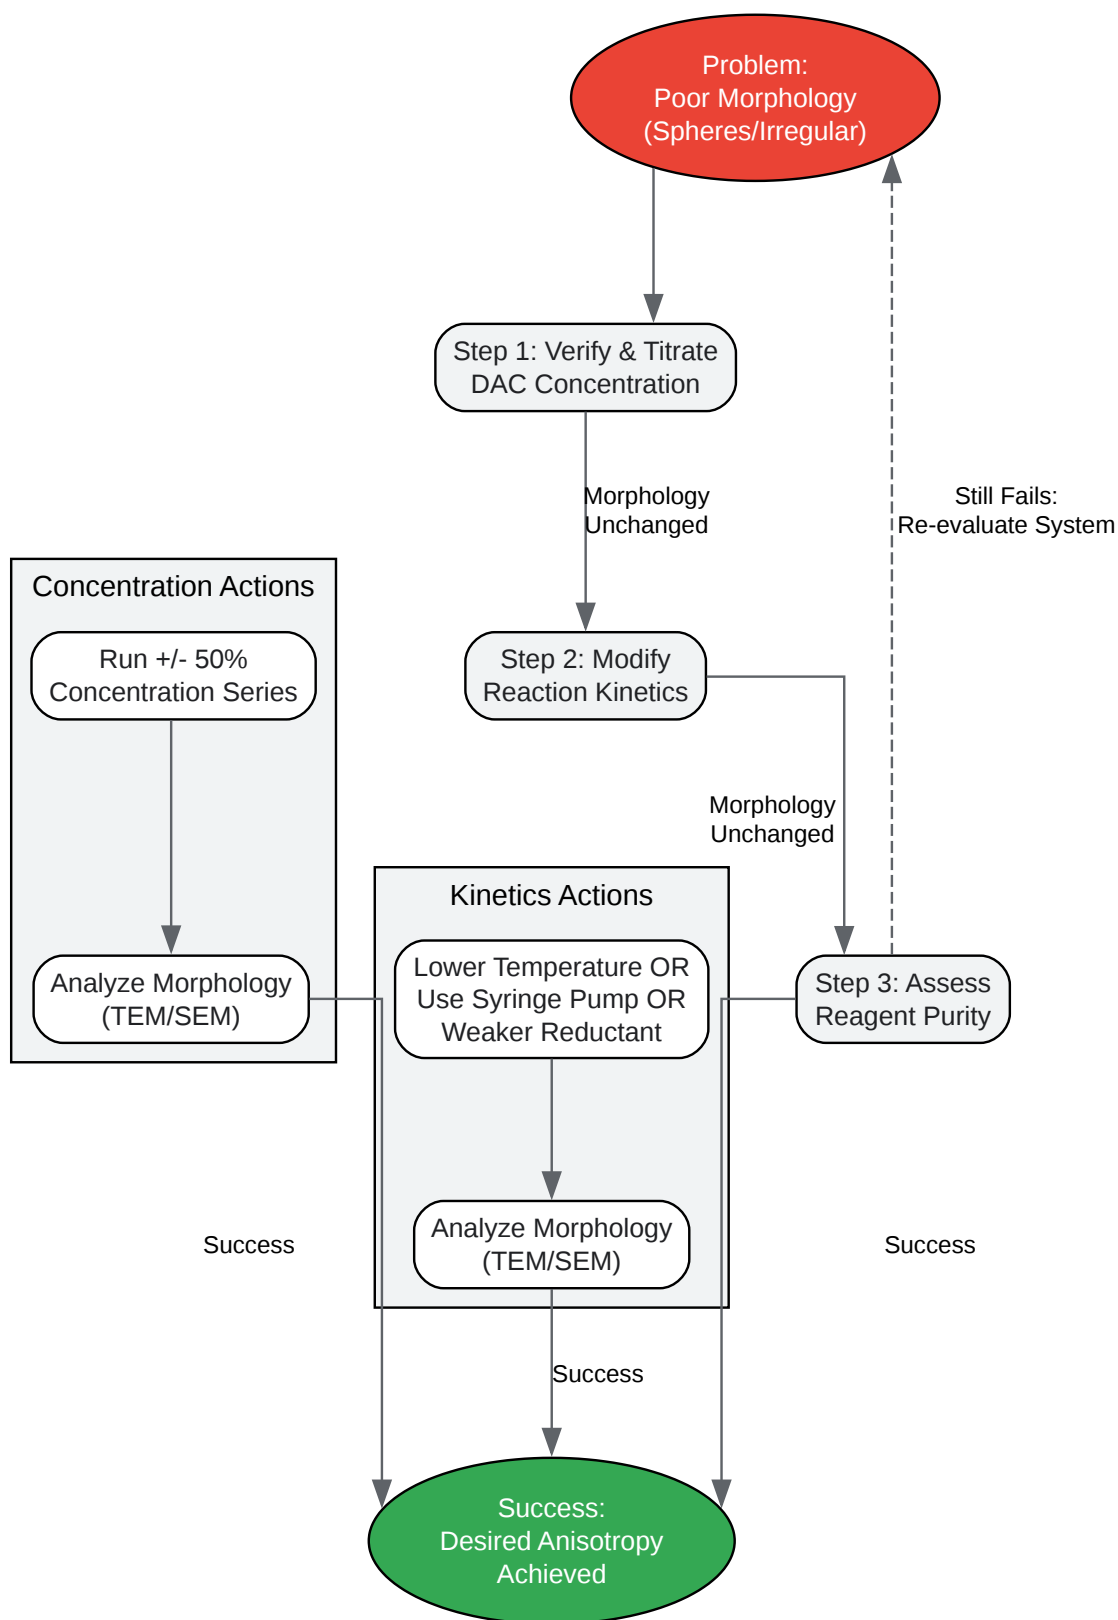 Problem:
Poor Morphology
(Spheres/Irregular)
Step 1: Verify & Titrate
DAC Concentration
Morphology
Unchanged
Still Fails:
Re-evaluate System
Concentration Actions
Run +/- 50%
Concentration Series
Step 2: Modify
Reaction Kinetics
Morphology
Unchanged
Kinetics Actions
Analyze Morphology
(TEM/SEM)
Lower Temperature OR
Use Syringe Pump OR
Weaker Reductant
Step 3: Assess
Reagent Purity
Success
Analyze Morphology
(TEM/SEM)
Success
Success
Success:
Desired Anisotropy
Achieved